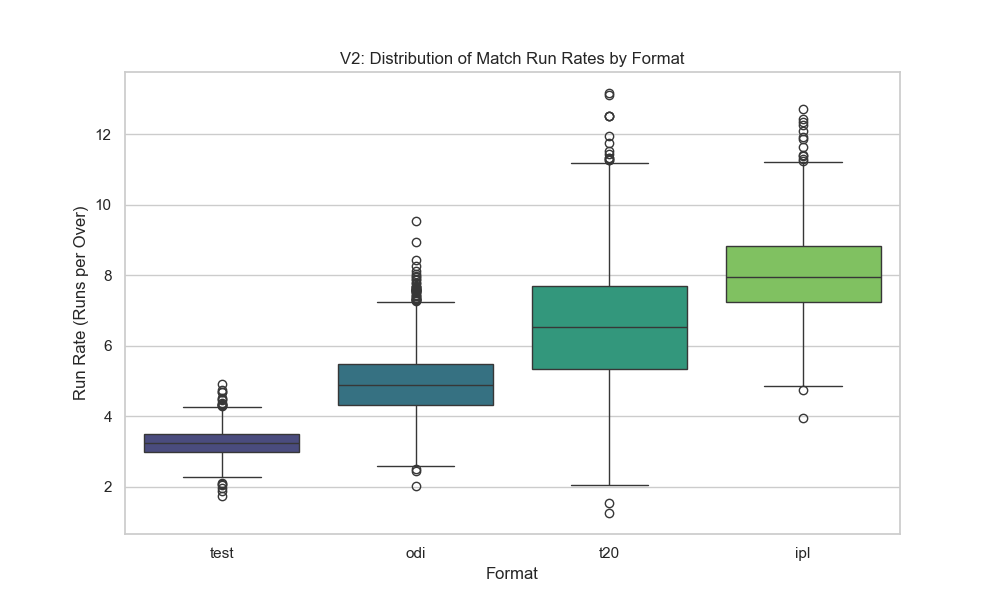 V2: Distribution of Match Run Rates by Format
Run Rate (Runs per Over)
12
10
8
6
4
2
test
odi
t20
ipl
Format